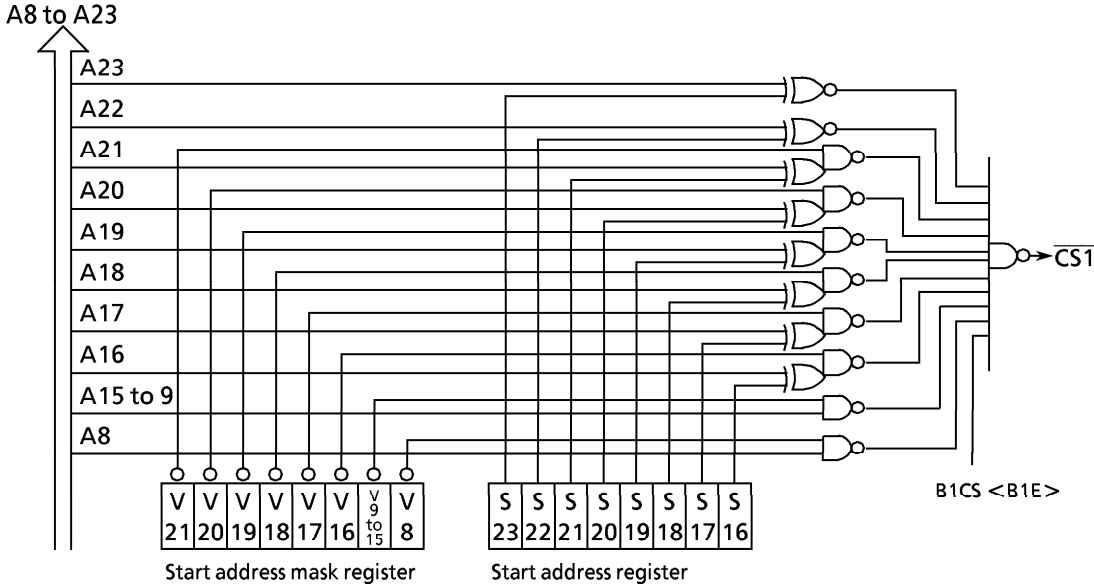 A8 to A23
A23
A22
A21
A20
A19
A18
A17
A16
A15 to 9
A8
CS1
B1CS <B1E>
V 21
V 20
V 19
V 18
V 17
V 16
V 9 to 15
V 8
S 23
S 22
S 21
S 20
S 19
S 18
S 17
S 16
Start address mask register
Start address register